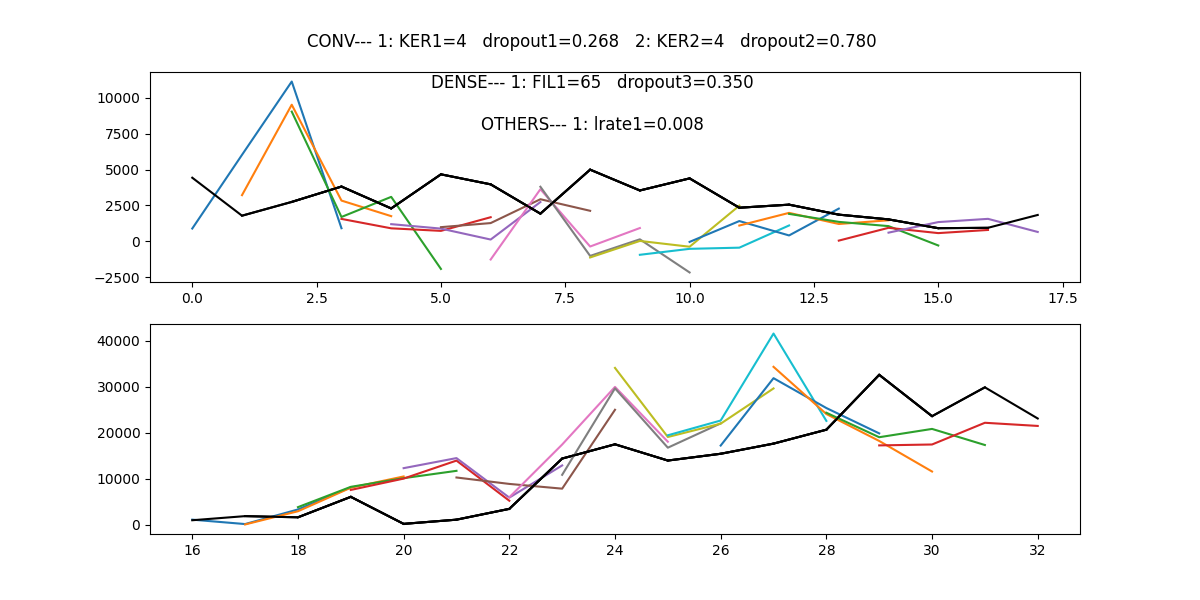 CONV--- 1: KER1=4   dropout1=0.268   2: KER2=4   dropout2=0.780
DENSE--- 1: FIL1=65   dropout3=0.350
OTHERS--- 1: lrate1=0.008
10000
7500
5000
2500
0
−2500
0.0 2.5 5.0 7.5 10.0 12.5 15.0 17.5
40000
30000
20000
10000
0
16 18 20 22 24 26 28 30 32